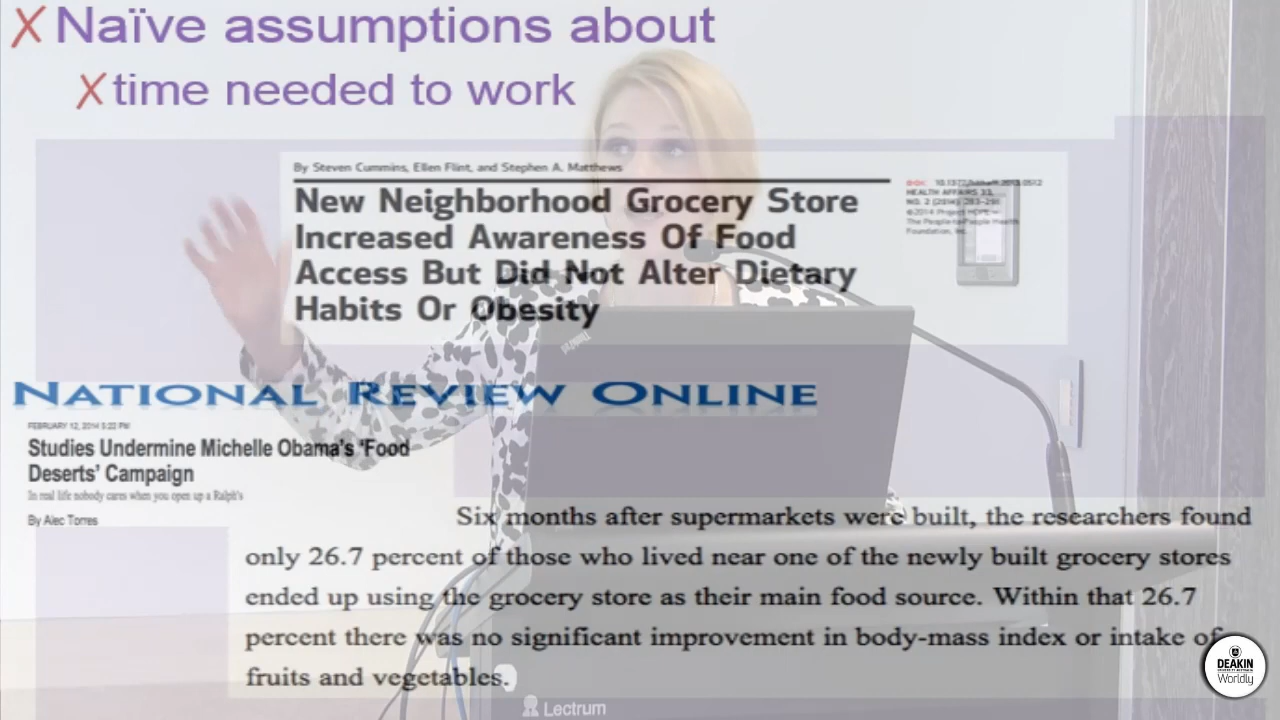 Naïve assumptions about
time needed to work
By Steven Cummins, Ellen Flint, and Stephen A. Matthews
New Neighborhood Grocery Store
Increased Awareness Of Food
Access But Did Not Alter Dietary
Habits Or Obesity
DOI:
HEALTH AFFAIRS 33,
NO. 2 (2014): 283-291
©2014 Project HOPE—
The People-to-People Health
Foundation, Inc.
NATIONAL REVIEW ONLINE
FEBRUARY 12, 2014 5:22 PM
Studies Undermine Michelle Obama's 'Food
Deserts' Campaign
In real life nobody cares when you open up a Ralph's
By Alec Torres
Six months after supermarkets were built, the researchers found
only 26.7 percent of those who lived near one of the newly built grocery stores
ended up using the grocery store as their main food source. Within that 26.7
percent there was no significant improvement in body-mass index or intake of
fruits and vegetables.
DEAKIN
Worldly
Lectrum